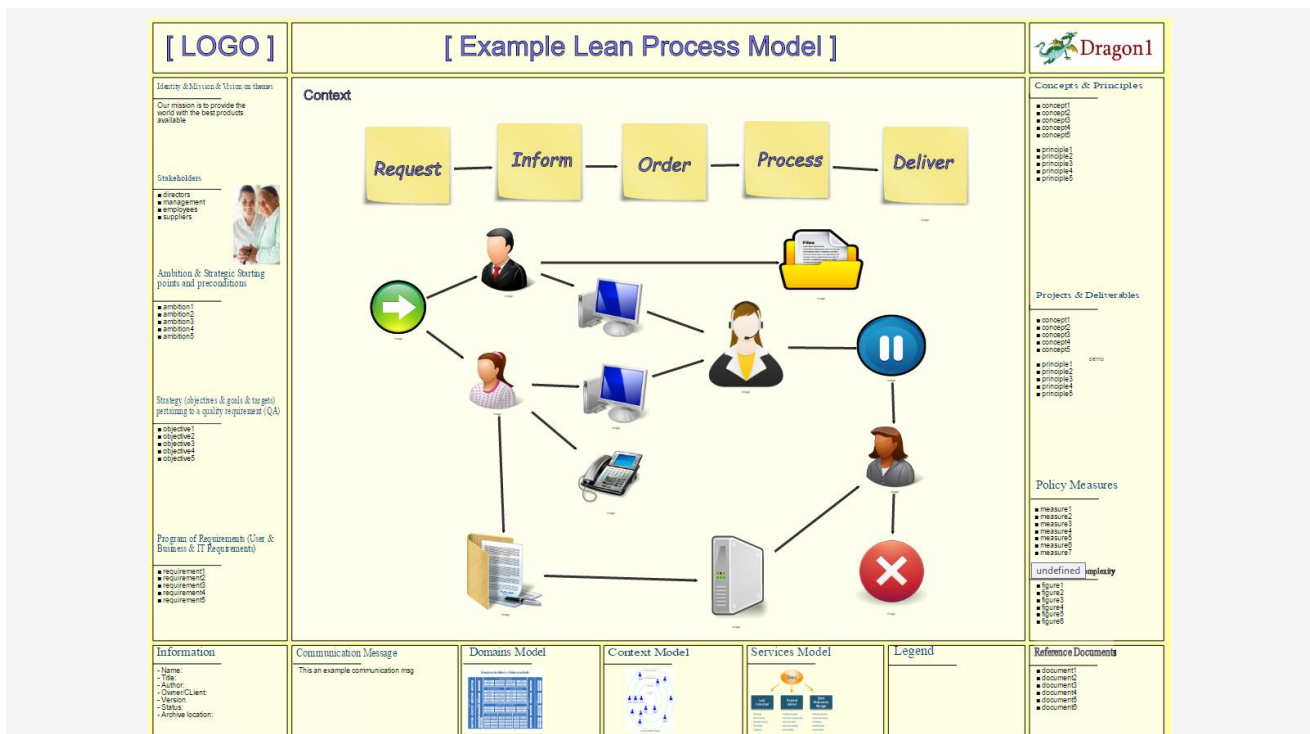 [ LOGO ]
[ Example Lean Process Model ]
Dragon1
Identity & Mission & Vision on themes
Our mission is to provide the
world with the best products
available
Stakeholders
■ directors
■ management
■ employees
■ suppliers
Ambition & Strategic Starting
points and preconditions
■ ambition1
■ ambition2
■ ambition3
■ ambition4
■ ambition5
Strategy (objectives & goals & targets)
pertaining to a quality requirement (QA)
■ objective1
■ objective2
■ objective3
■ objective4
■ objective5
Program of Requirements (User &
Business & IT Requirements)
■ requirement1
■ requirement2
■ requirement3
■ requirement4
■ requirement5
Context
Request
Inform
Order
Process
Deliver
Files
Concepts & Principles
■ concept1
■ concept2
■ concept3
■ concept4
■ concept5
■ principle1
■ principle2
■ principle3
■ principle4
■ principle5
Projects & Deliverables
■ concept1
■ concept2
■ concept3
■ concept4
■ concept5
demo
■ principle1
■ principle2
■ principle3
■ principle4
■ principle5
Policy Measures
■ measure1
■ measure2
■ measure3
■ measure4
■ measure5
■ measure6
■ measure7
undefined omplexity
■ figure1
■ figure2
■ figure3
■ figure4
■ figure5
■ figure6
Information
- Name:
- Title:
- Author:
- Owner/CLient:
- Version
- Status:
- Archive location:
Communication Message
This an example communication msg
Domains Model
Context Model
Services Model
Legend
Reference Documents
■ document1
■ document2
■ document3
■ document4
■ document5
■ document6